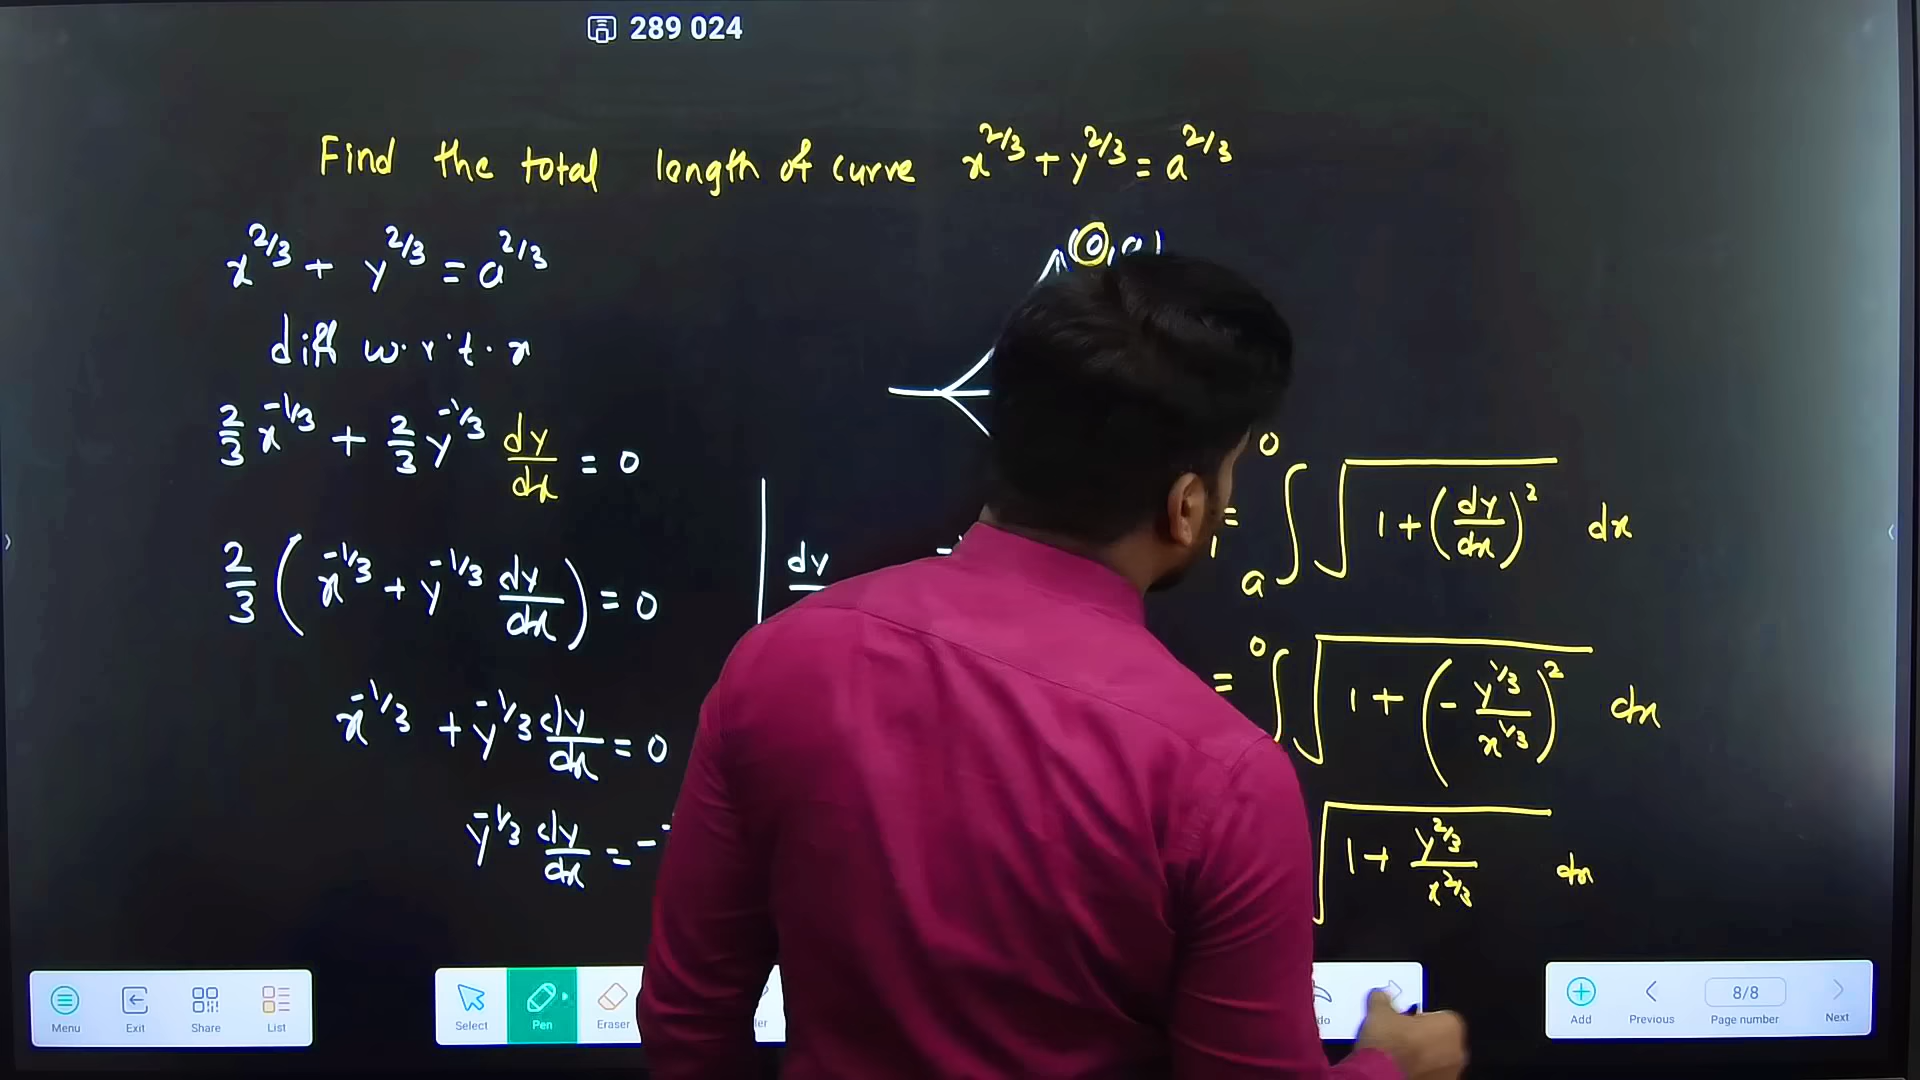 289 024
Find the total length of curve x^{2/3} + y^{2/3} = a^{2/3}
x^{2/3} + y^{2/3} = a^{2/3}
diff w.r.t. x
2/3 x^{-1/3} + 2/3 y^{-1/3} dy/dx = 0
2/3 ( x^{-1/3} + y^{-1/3} dy/dx ) = 0
x^{-1/3} + y^{-1/3} dy/dx = 0
y^{-1/3} dy/dx = -
(0, a)
dy
= ∫_a^0 √(1 + (dy/dx)^2) dx
= ∫^0 √(1 + (- y^{1/3}/x^{1/3})^2) dx
√(1 + y^{2/3}/x^{2/3}) dx
Menu Exit Share List
Select Pen Eraser
Add Previous 8/8 Page number Next